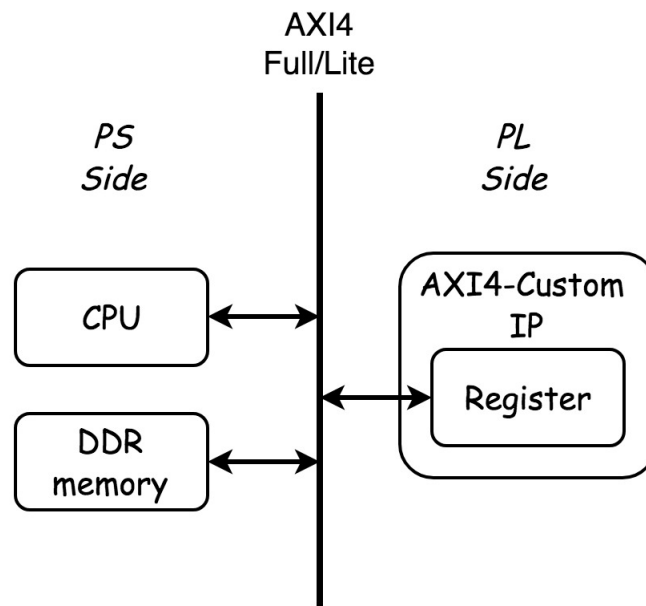 AXI4
Full/Lite
PS
Side
PL
Side
CPU
AXI4-Custom
IP
Register
DDR
memory